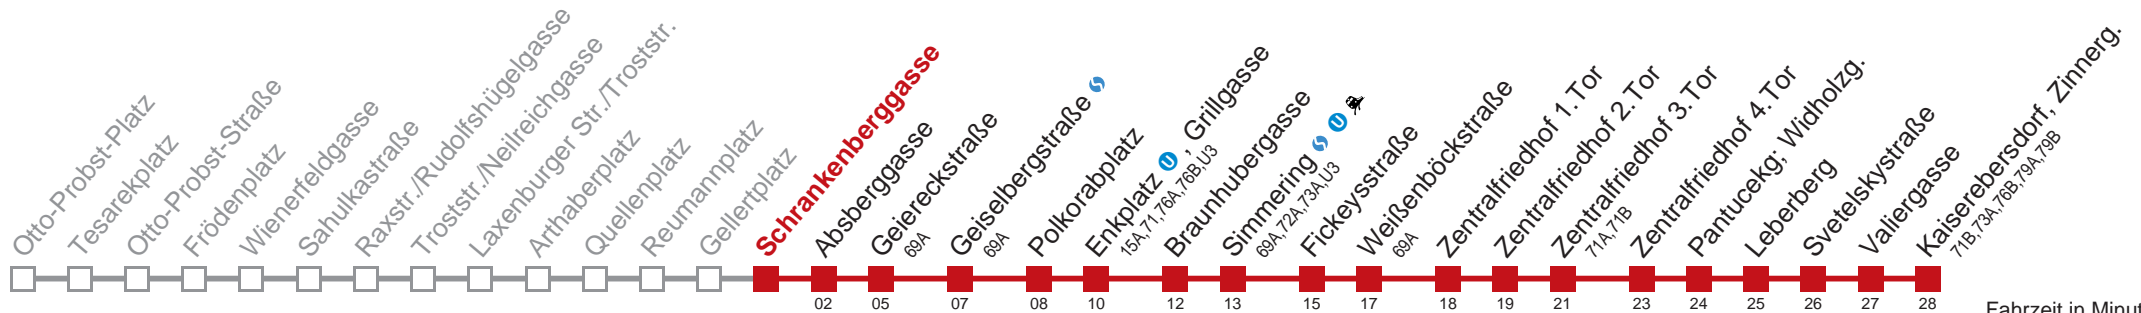 Otto-Probst-Platz
Tesarekplatz
Otto-Probst-Straße
Frödenplatz
Wienerfeldgasse
Sahulkastraße
Raxstr./Rudolfshügelgasse
Troststr./Neilreichgasse
Laxenburger Str./Troststr.
Arthaberplatz
Quellenplatz
Reumannplatz
Gellertplatz
Schrankenberggasse
Absberggasse
02
Geiereckstraße
69A
05
Geiselbergstraße
69A
07
Polkorabplatz
08
Enkplatz U , Grillgasse
15A,71,76A,76B,U3
10
Braunhubergasse
12
Simmering U
69A,72A,73A,U3
13
Fickeysstraße
15
Weißenböckstraße
69A
17
Zentralfriedhof 1.Tor
18
Zentralfriedhof 2.Tor
19
Zentralfriedhof 3.Tor
71A,71B
21
Zentralfriedhof 4.Tor
23
Pantucekg; Widholzg.
24
Leberberg
25
Svetelskystraße
26
Valiergasse
27
Kaiserebersdorf, Zinnerg.
71B,73A,76B,79A,79B
28
Fahrzeit in Minut